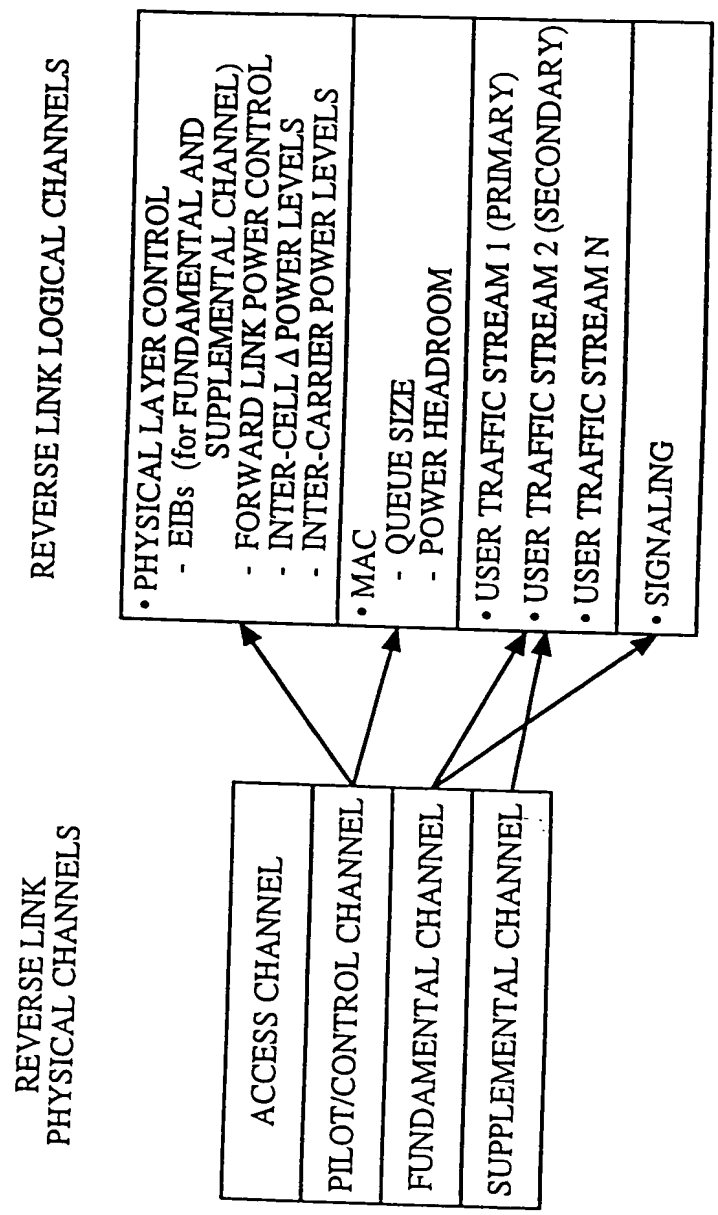 REVERSE LINK
PHYSICAL CHANNELS
ACCESS CHANNEL
PILOT/CONTROL CHANNEL
FUNDAMENTAL CHANNEL
SUPPLEMENTAL CHANNEL
REVERSE LINK LOGICAL CHANNELS
• PHYSICAL LAYER CONTROL
- EIBs (for FUNDAMENTAL AND
SUPPLEMENTAL CHANNEL)
- FORWARD LINK POWER CONTROL
- INTER-CELL Δ POWER LEVELS
- INTER-CARRIER POWER LEVELS
• MAC
- QUEUE SIZE
- POWER HEADROOM
• USER TRAFFIC STREAM 1 (PRIMARY)
• USER TRAFFIC STREAM 2 (SECONDARY)
• USER TRAFFIC STREAM N
• SIGNALING